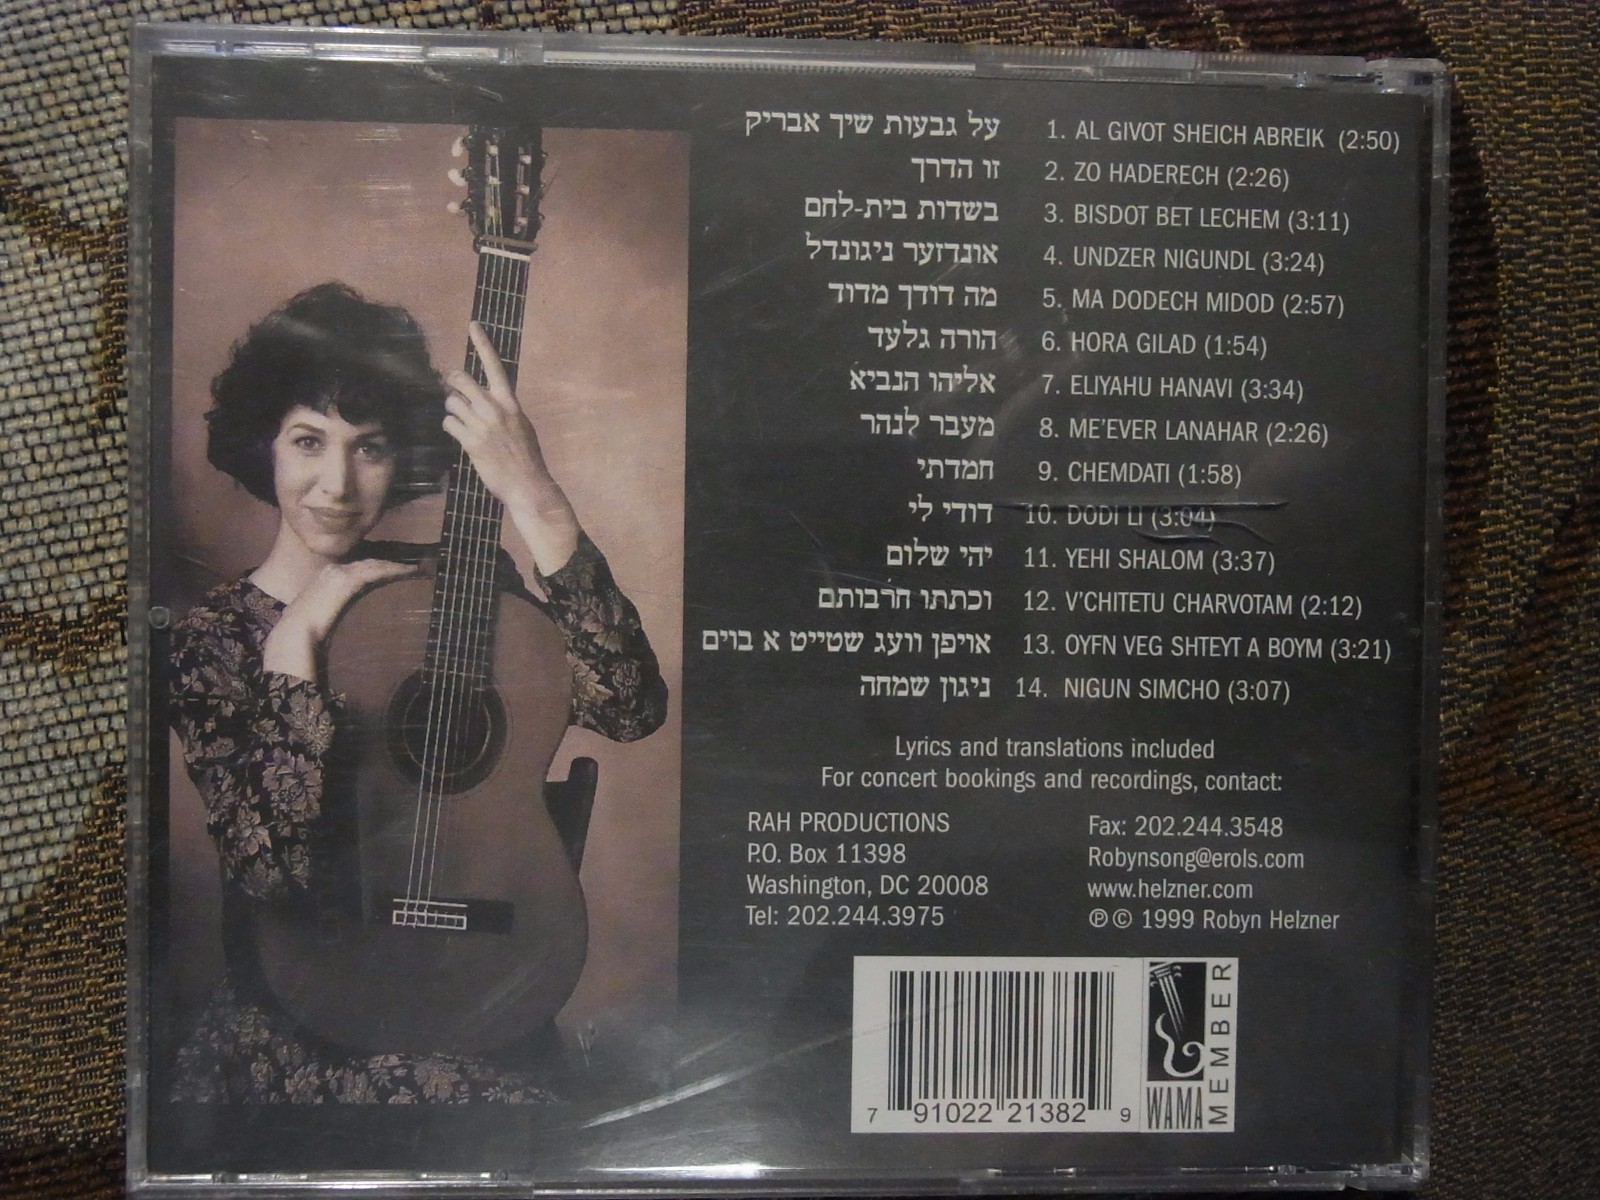 על גבעות שיך אבריק 1. AL GIVOT SHEICH ABREIK (2:50)
זו הדרך 2. ZO HADERECH (2:26)
בשדות בית-לחם 3. BISDOT BET LECHEM (3:11)
אונדזער ניגונדל 4. UNDZER NIGUNDL (3:24)
מה דודך מדוד 5. MA DODECH MIDOD (2:57)
הורה גלעד 6. HORA GILAD (1:54)
אליהו הנביא 7. ELIYAHU HANAVI (3:34)
מעבר לנהר 8. ME'EVER LANAHAR (2:26)
חמדתי 9. CHEMDATI (1:58)
דודי לי 10. DODI LI (3:04)
יהי שלום 11. YEHI SHALOM (3:37)
וכתתו חרבותם 12. V'CHITETU CHARVOTAM (2:12)
אויפן וועג שטייט א בוים 13. OYFN VEG SHTEYT A BOYM (3:21)
ניגון שמחה 14. NIGUN SIMCHO (3:07)
Lyrics and translations included
For concert bookings and recordings, contact:
RAH PRODUCTIONS
P.O. Box 11398
Washington, DC 20008
Tel: 202.244.3975
Fax: 202.244.3548
Robynsong@erols.com
www.helzner.com
℗© 1999 Robyn Helzner
7 91022 21382 9
WAMA
MEMBER